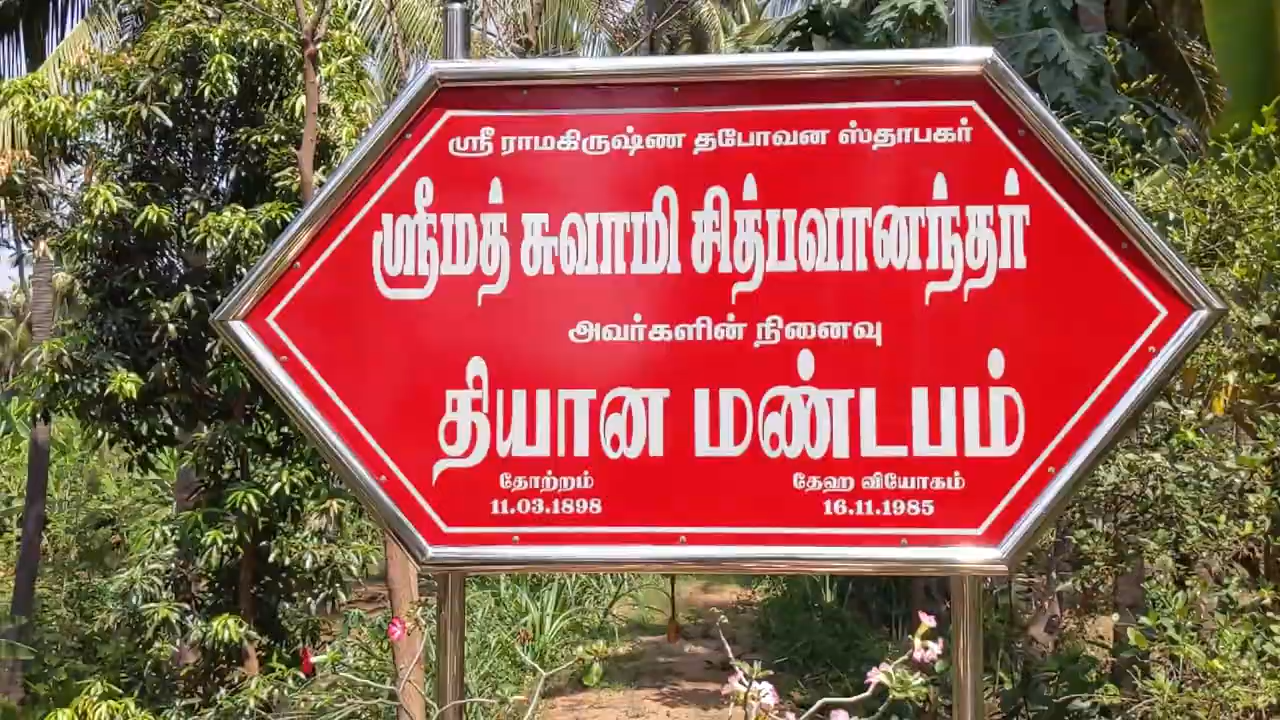 ஸ்ரீ ராமகிருஷ்ண தபோவன ஸ்தாபகர்
ஸ்ரீமத் சுவாமி சித்பவானந்தர்
அவர்களின் நினைவு
தியான மண்டபம்
தோற்றம் தேஹ வியோகம்
11.03.1898 16.11.1985